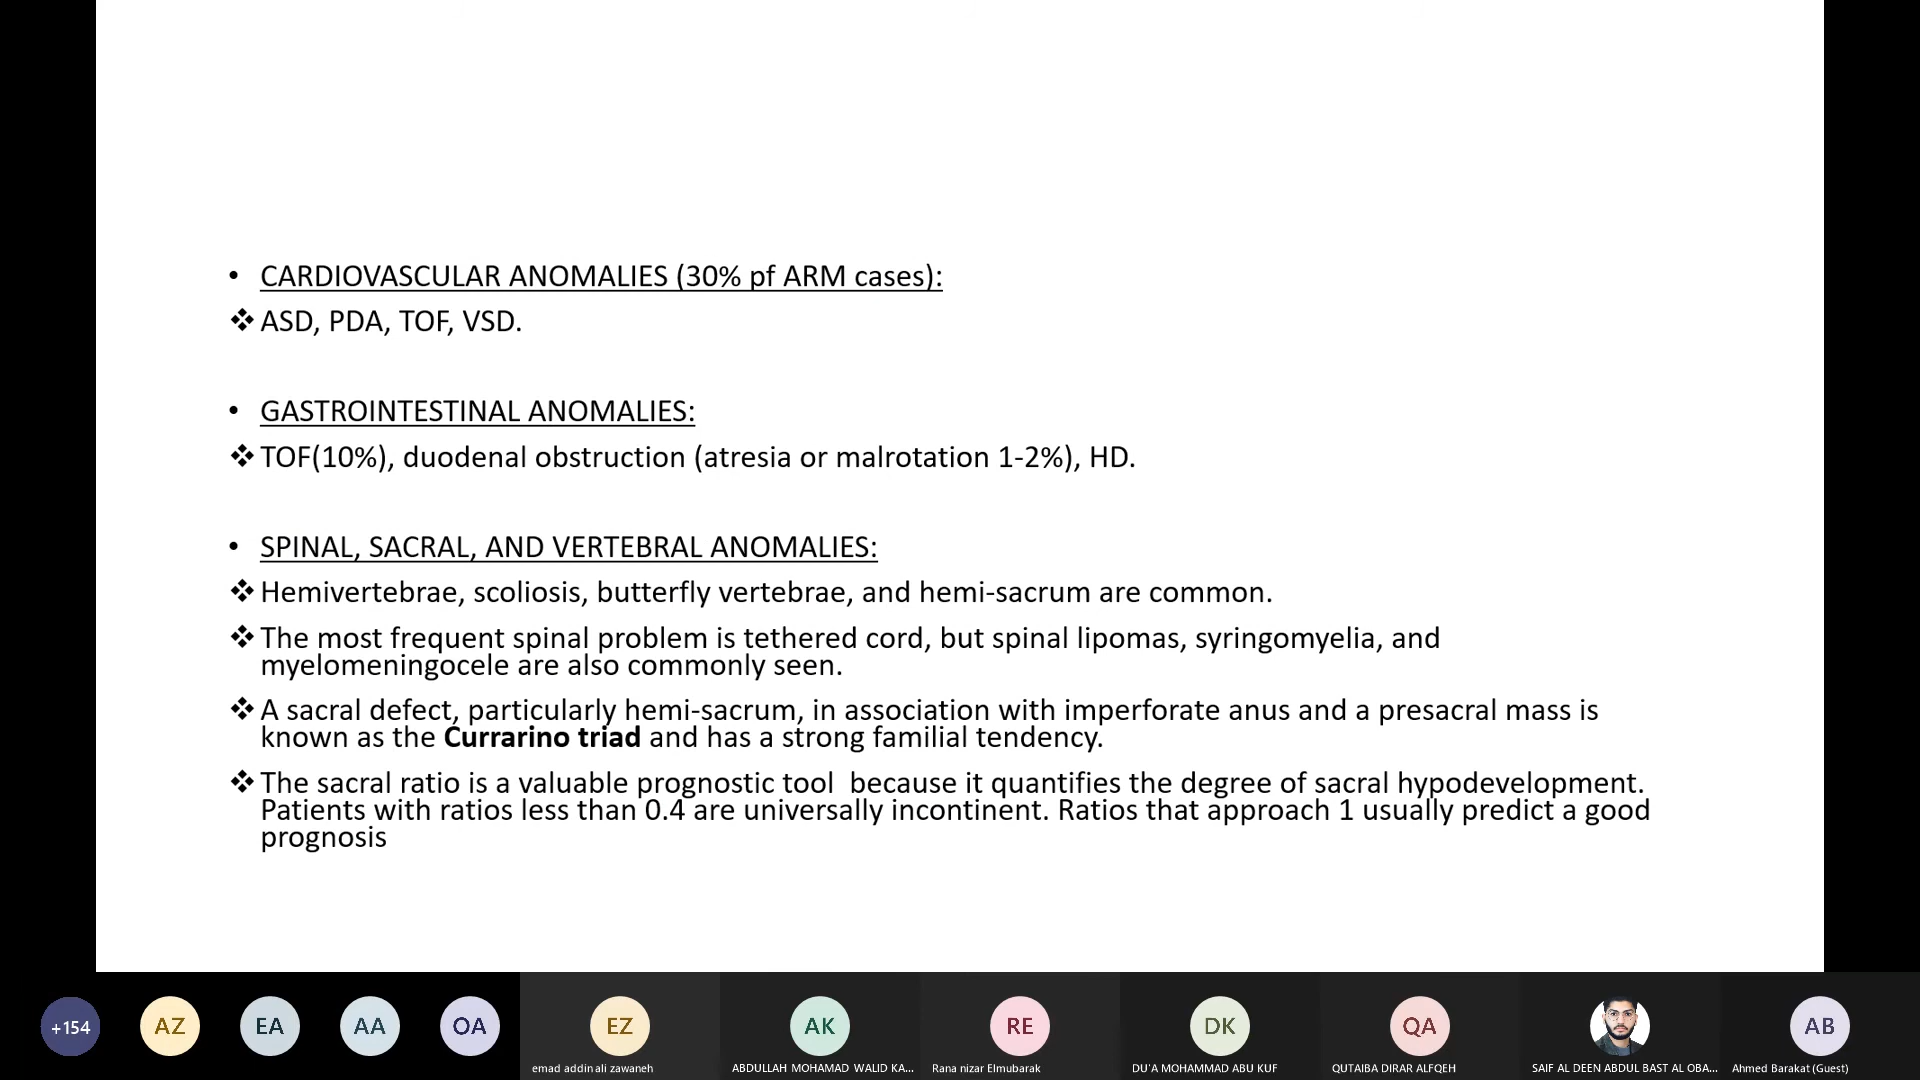 • CARDIOVASCULAR ANOMALIES (30% pf ARM cases):
❖ ASD, PDA, TOF, VSD.
• GASTROINTESTINAL ANOMALIES:
❖ TOF(10%), duodenal obstruction (atresia or malrotation 1-2%), HD.
• SPINAL, SACRAL, AND VERTEBRAL ANOMALIES:
❖ Hemivertebrae, scoliosis, butterfly vertebrae, and hemi-sacrum are common.
❖ The most frequent spinal problem is tethered cord, but spinal lipomas, syringomyelia, and
myelomeningocele are also commonly seen.
❖ A sacral defect, particularly hemi-sacrum, in association with imperforate anus and a presacral mass is
known as the Currarino triad and has a strong familial tendency.
❖ The sacral ratio is a valuable prognostic tool  because it quantifies the degree of sacral hypodevelopment.
Patients with ratios less than 0.4 are universally incontinent. Ratios that approach 1 usually predict a good
prognosis
+154 AZ EA AA OA EZ AK RE DK QA AB
emad addin ali zawaneh ABDULLAH MOHAMAD WALID KA... Rana nizar Elmubarak DU'A MOHAMMAD ABU KUF QUTAIBA DIRAR ALFQEH SAIF AL DEEN ABDUL BAST AL OBA... Ahmed Barakat (Guest)